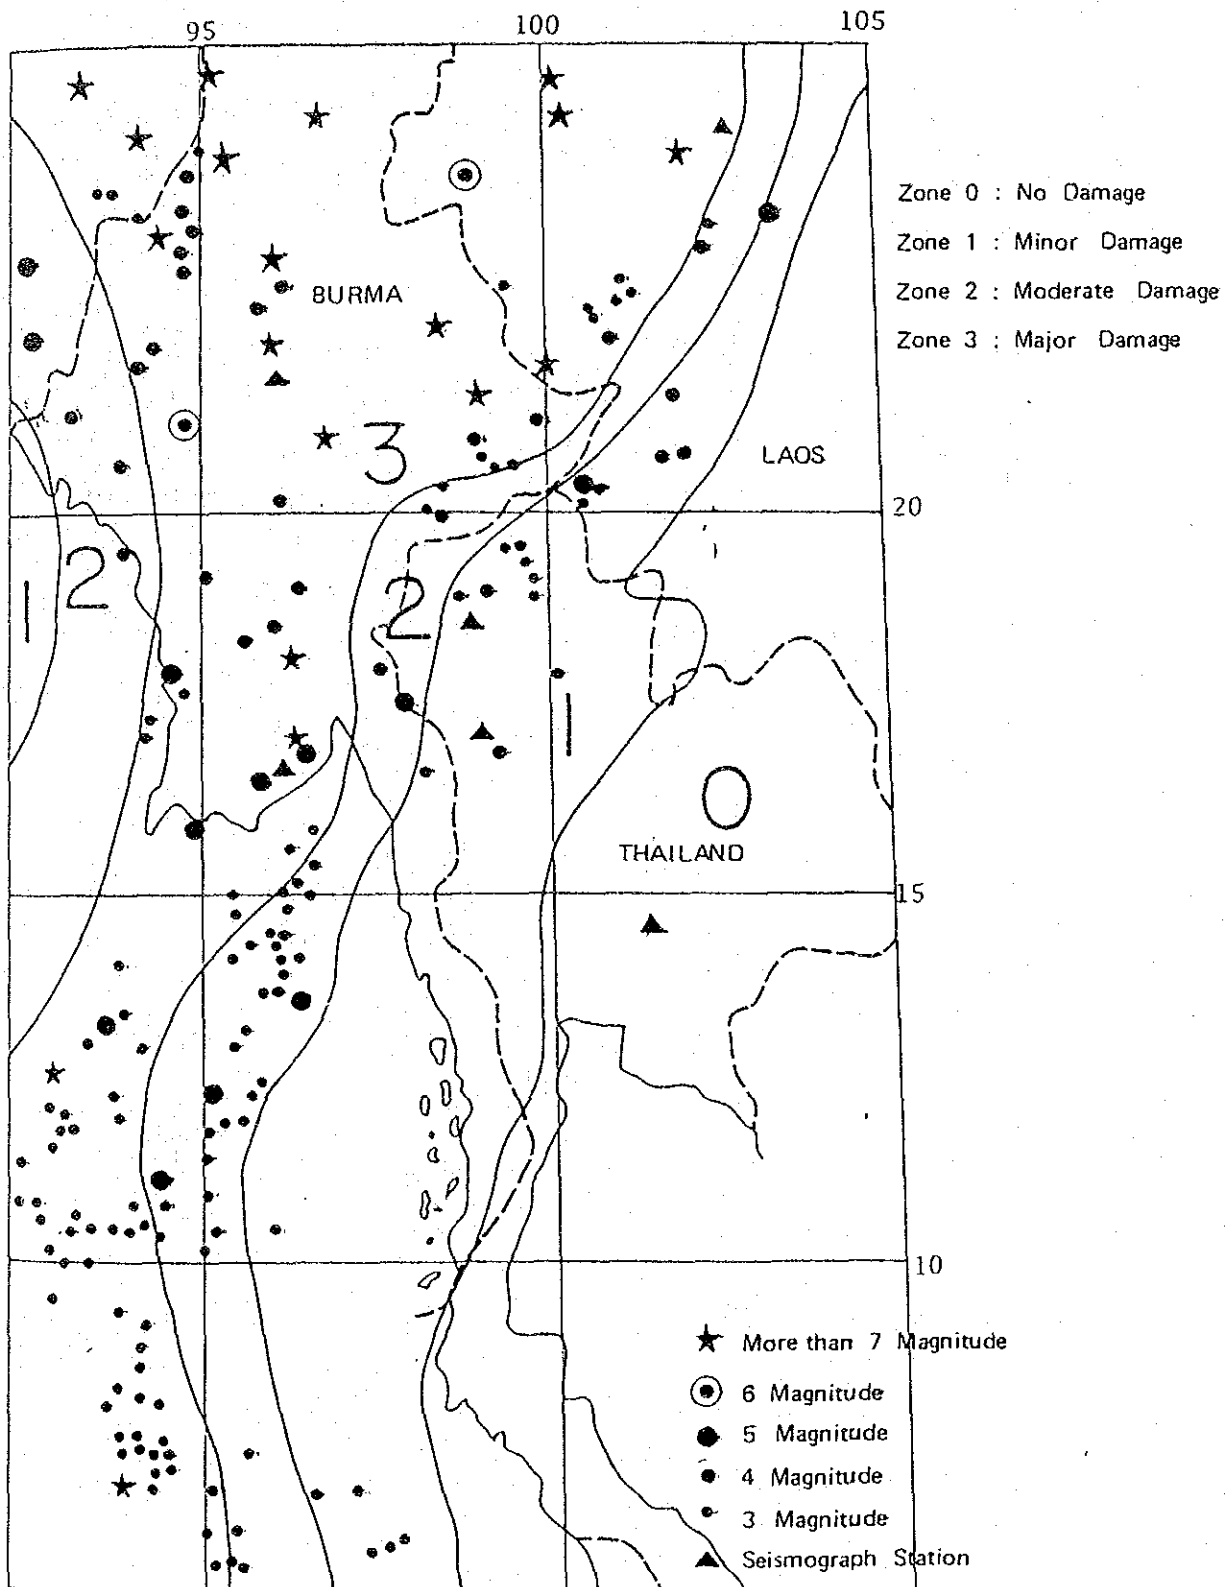 95 100 105
Zone 0 : No Damage
Zone 1 : Minor Damage
Zone 2 : Moderate Damage
Zone 3 : Major Damage
BURMA
3
LAOS
20
1 2 2
1
0
THAILAND
15
10
More than 7 Magnitude
6 Magnitude
5 Magnitude
4 Magnitude
3 Magnitude
Seismograph Station